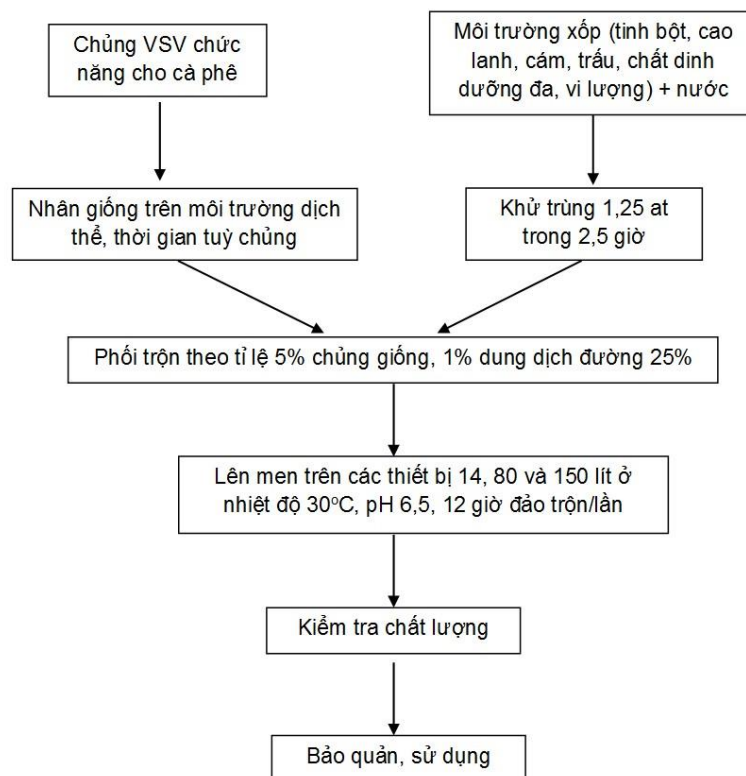 Chủng VSV chức
năng cho cà phê
Môi trường xốp (tinh bột, cao
lanh, cám, trấu, chất dinh
dưỡng đa, vi lượng) + nước
Nhân giống trên môi trường dịch
thể, thời gian tuỳ chủng
Khử trùng 1,25 at
trong 2,5 giờ
Phối trộn theo tỉ lệ 5% chủng giống, 1% dung dịch đường 25%
Lên men trên các thiết bị 14, 80 và 150 lít ở
nhiệt độ 30°C, pH 6,5, 12 giờ đảo trộn/lần
Kiểm tra chất lượng
Bảo quản, sử dụng